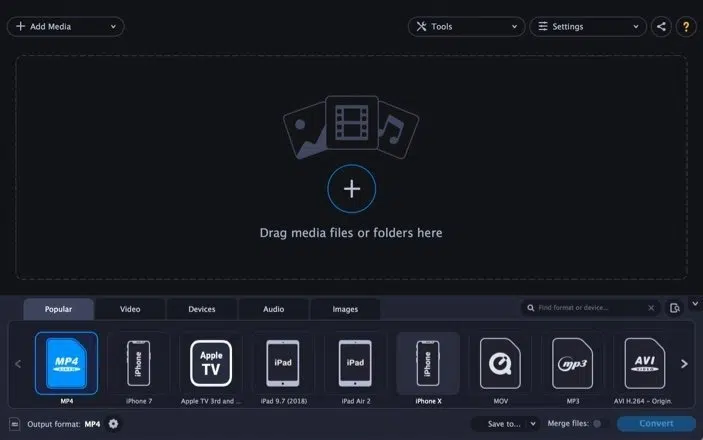 Add Media
Tools
Settings
?
Drag media files or folders here
Popular
Video
Devices
Audio
Images
Find format or device...
MP4
VIDEO
iPhone
Apple
TV
iPad
iPad
iPhone
mp3
AVI
VIDEO
MP4
iPhone 7
Apple TV 3rd and ...
iPad 9.7 (2018)
iPad Air 2
iPhone X
MOV
MP3
AVI H.264 - Origin.
Output format: MP4
Save to...
Merge files:
Convert